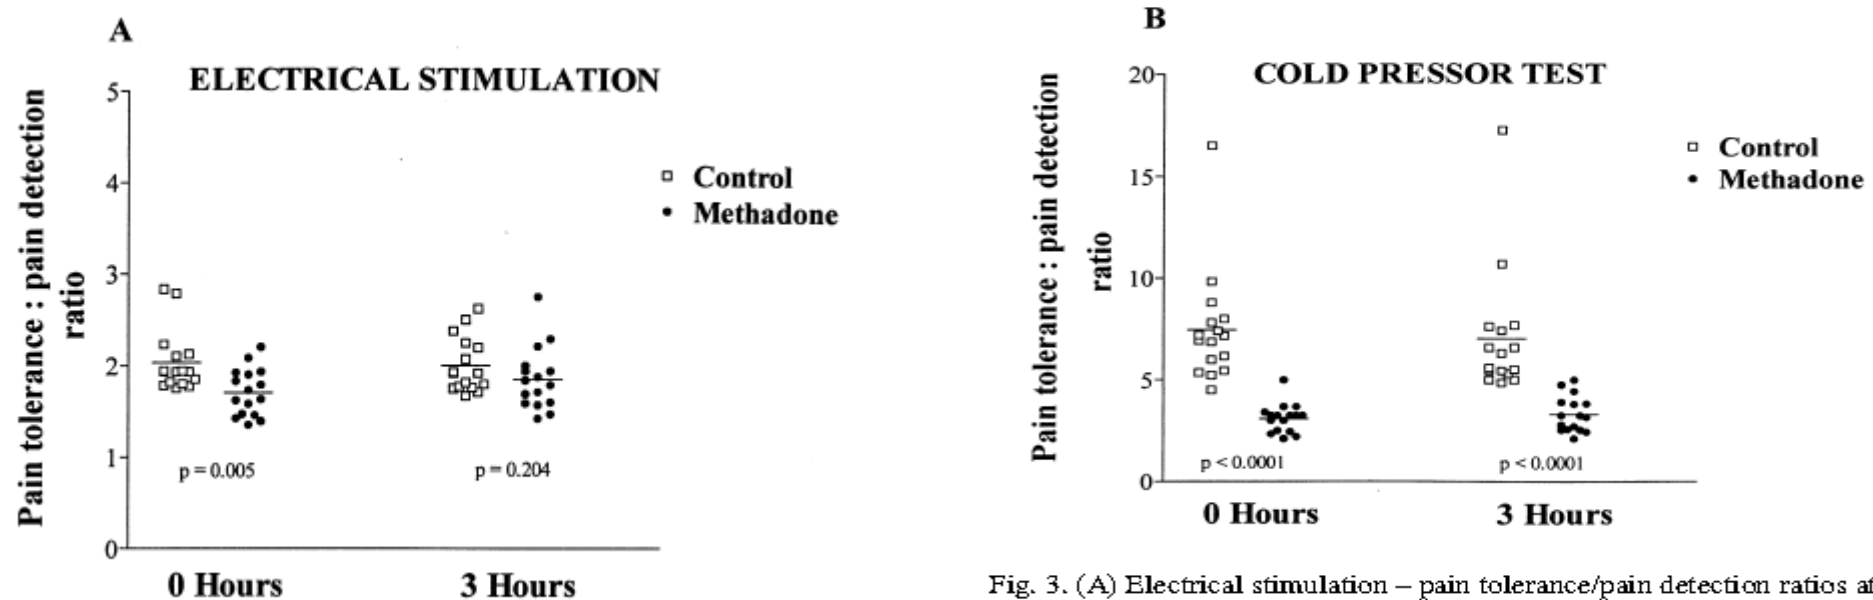 A
ELECTRICAL STIMULATION
Pain tolerance : pain detection
ratio
5
4
3
2
1
0
Control
Methadone
p = 0.005
p = 0.204
0 Hours
3 Hours
B
COLD PRESSOR TEST
Pain tolerance : pain detection
ratio
20
15
10
5
0
Control
Methadone
p < 0.0001
p < 0.0001
0 Hours
3 Hours
Fig. 3. (A) Electrical stimulation – pain tolerance/pain detection ratios at